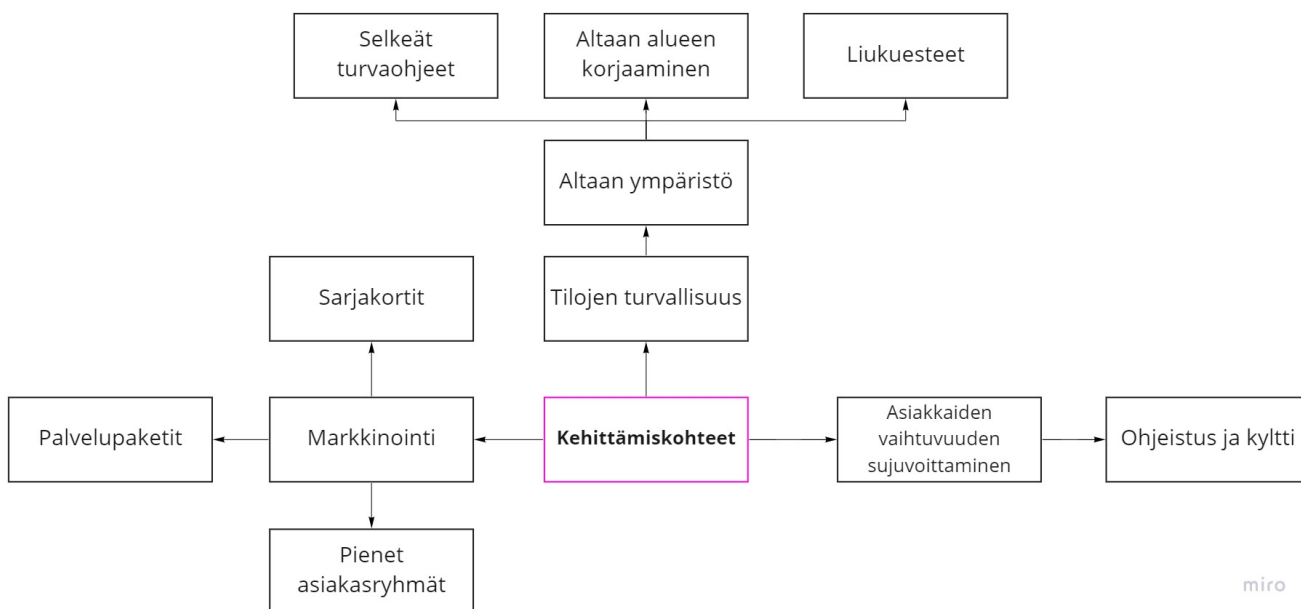 Selkeät
turvaohjeet
Altaan alueen
korjaaminen
Liukuesteet
Altaan ympäristö
Sarjakortit
Tilojen turvallisuus
Palvelupaketit
Markkinointi
Kehittämiskohteet
Asiakkaiden
vaihtuvuuden
sujuvoittaminen
Ohjeistus ja kyltti
Pienet
asiakasryhmät
miro